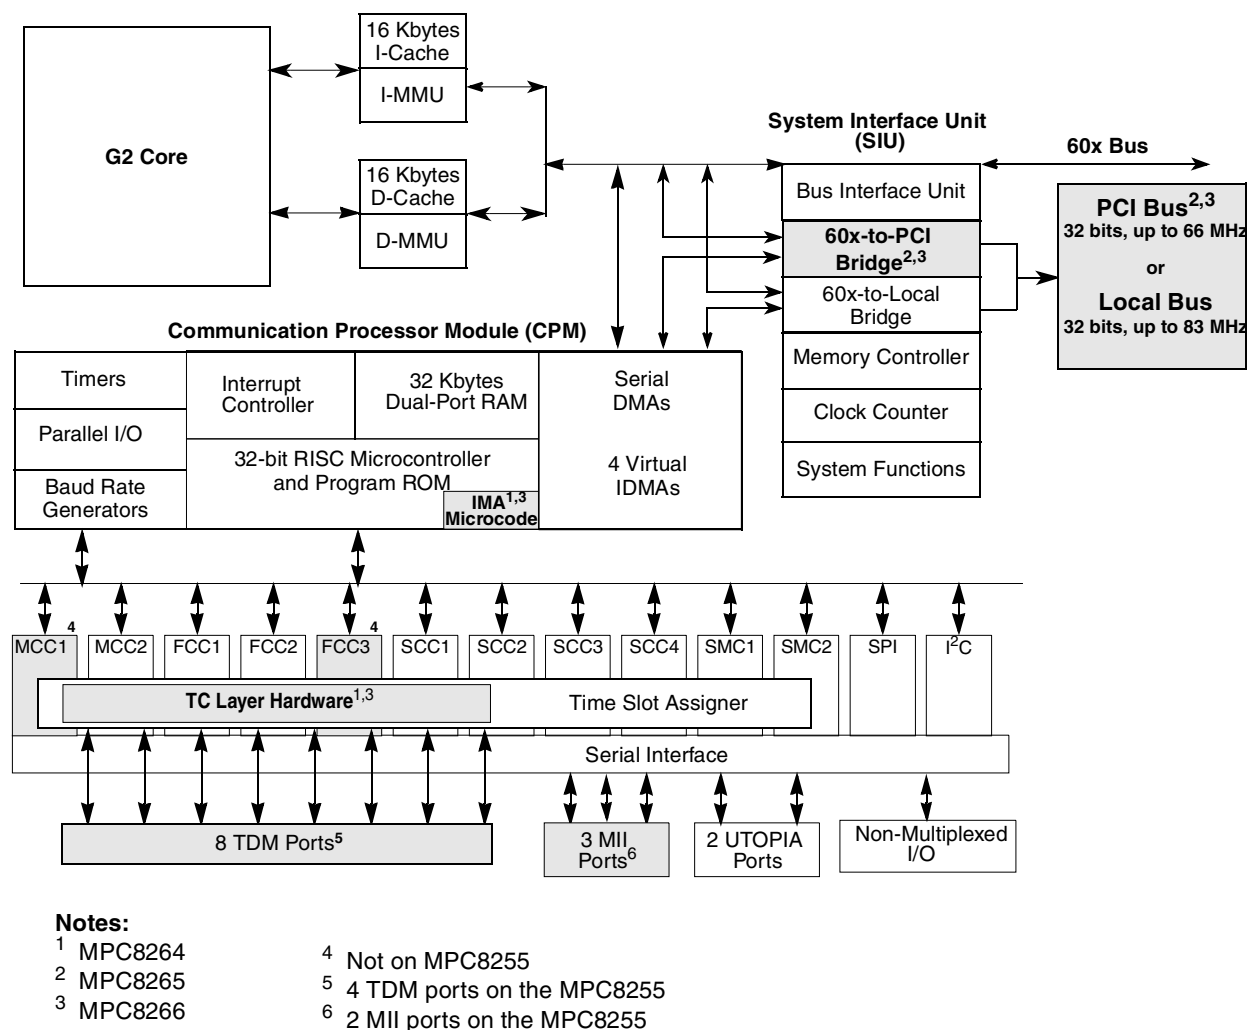 16 Kbytes
I-Cache
I-MMU
G2 Core
16 Kbytes
D-Cache
D-MMU
System Interface Unit
(SIU)
60x Bus
Bus Interface Unit
60x-to-PCI
Bridge2,3
60x-to-Local
Bridge
Memory Controller
Clock Counter
System Functions
PCI Bus2,3
32 bits, up to 66 MHz
or
Local Bus
32 bits, up to 83 MHz
Communication Processor Module (CPM)
Timers
Parallel I/O
Baud Rate
Generators
Interrupt
Controller
32 Kbytes
Dual-Port RAM
32-bit RISC Microcontroller
and Program ROM
IMA1,3
Microcode
Serial
DMAs
4 Virtual
IDMAs
MCC1 4
MCC2
FCC1
FCC2
FCC3 4
SCC1
SCC2
SCC3
SCC4
SMC1
SMC2
SPI
I2C
TC Layer Hardware1,3
Time Slot Assigner
Serial Interface
8 TDM Ports5
3 MII
Ports6
2 UTOPIA
Ports
Non-Multiplexed
I/O
Notes:
1 MPC8264
2 MPC8265
3 MPC8266
4 Not on MPC8255
5 4 TDM ports on the MPC8255
6 2 MII ports on the MPC8255